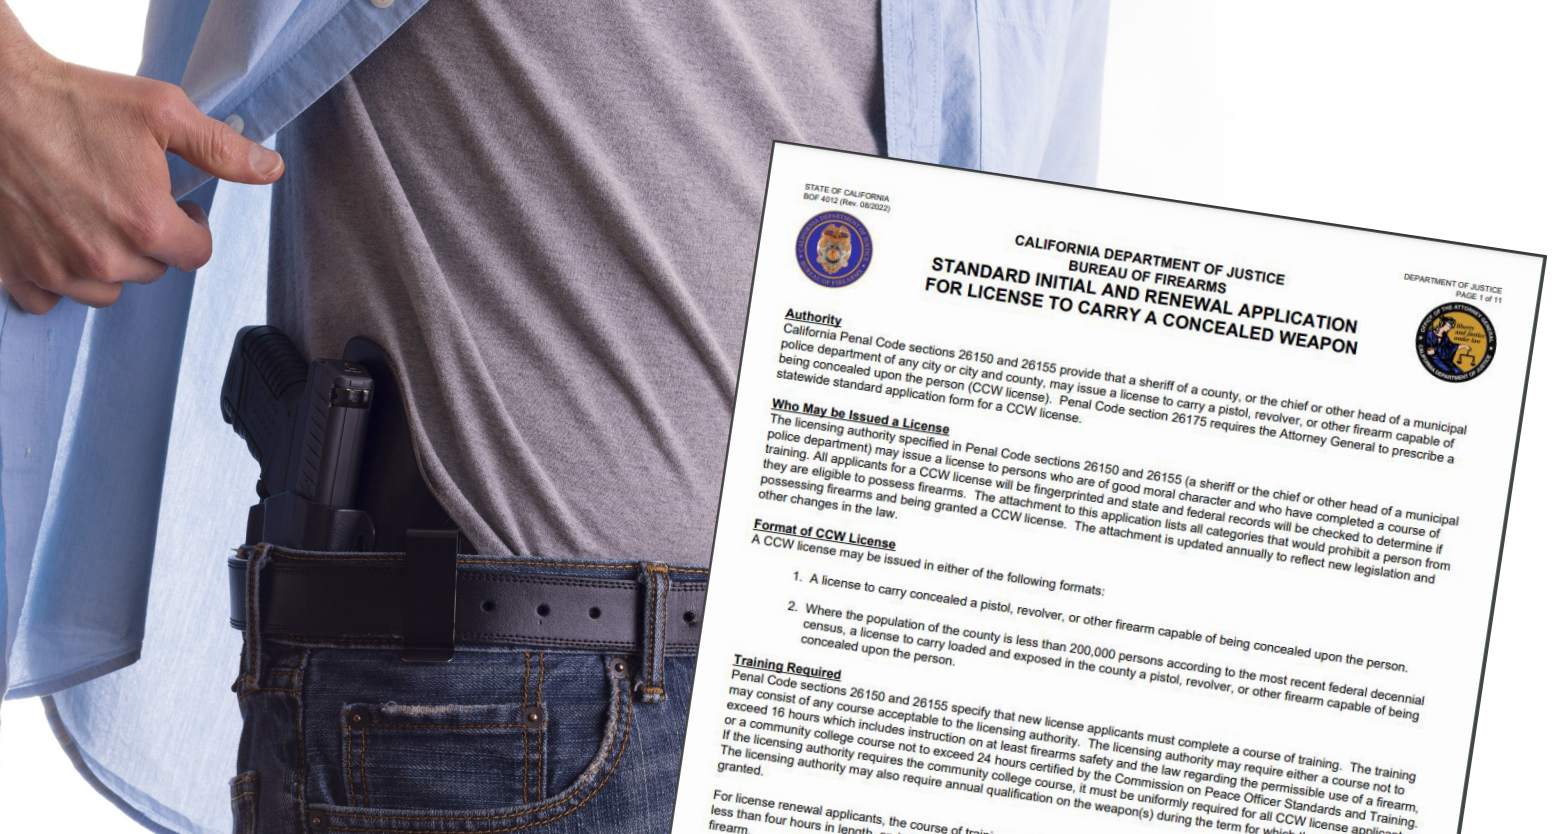 STATE OF CALIFORNIA
BOF 4012 (Rev. 08/2022)
DEPARTMENT OF JUSTICE
PAGE 1 of 11
CALIFORNIA DEPARTMENT OF JUSTICE
BUREAU OF FIREARMS
STANDARD INITIAL AND RENEWAL APPLICATION
FOR LICENSE TO CARRY A CONCEALED WEAPON
CALIFORNIA DEPARTMENT OF JUSTICE
BUREAU OF FIREARMS
OFFICE OF THE ATTORNEY GENERAL
liberty
and justice
under law
CALIFORNIA DEPARTMENT OF JUSTICE
Authority
California Penal Code sections 26150 and 26155 provide that a sheriff of a county, or the chief or other head of a municipal
police department of any city or city and county, may issue a license to carry a pistol, revolver, or other firearm capable of
being concealed upon the person (CCW license). Penal Code section 26175 requires the Attorney General to prescribe a
statewide standard application form for a CCW license.
Who May be Issued a License
The licensing authority specified in Penal Code sections 26150 and 26155 (a sheriff or the chief or other head of a municipal
police department) may issue a license to persons who are of good moral character and who have completed a course of
training. All applicants for a CCW license will be fingerprinted and state and federal records will be checked to determine if
they are eligible to possess firearms. The attachment to this application lists all categories that would prohibit a person from
possessing firearms and being granted a CCW license. The attachment is updated annually to reflect new legislation and
other changes in the law.
Format of CCW License
A CCW license may be issued in either of the following formats:
1. A license to carry concealed a pistol, revolver, or other firearm capable of being concealed upon the person.
2. Where the population of the county is less than 200,000 persons according to the most recent federal decennial
census, a license to carry loaded and exposed in the county a pistol, revolver, or other firearm capable of being
concealed upon the person.
Training Required
Penal Code sections 26150 and 26155 specify that new license applicants must complete a course of training. The training
may consist of any course acceptable to the licensing authority. The licensing authority may require either a course not to
exceed 16 hours which includes instruction on at least firearms safety and the law regarding the permissible use of a firearm,
or a community college course not to exceed 24 hours certified by the Commission on Peace Officer Standards and Training.
If the licensing authority requires the community college course, it must be uniformly required for all CCW license
The licensing authority may also require annual qualification on the weapon(s) during the term for which
granted.
For license renewal applicants, the course of
less than four hours in length,
firearm.